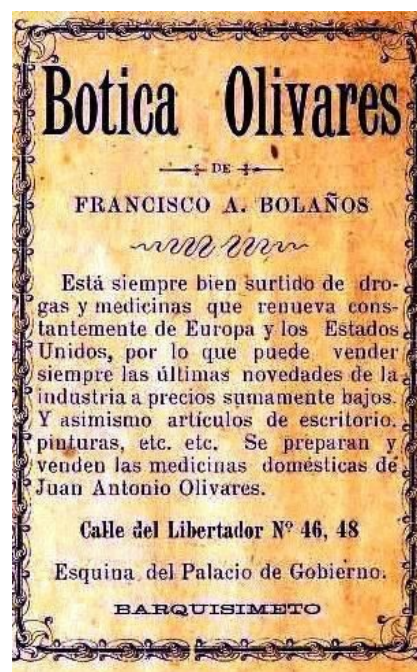 Botica Olivares
DE
FRANCISCO A. BOLAÑOS
Está siempre bien surtido de dro-
gas y medicinas que renueva cons-
tantemente de Europa y los Estados
Unidos, por lo que puede vender
siempre las últimas novedades de la
industria a precios sumamente bajos.
Y asimismo artículos de escritorio,
pinturas, etc. etc. Se preparan y
venden las medicinas domésticas de
Juan Antonio Olivares.
Calle del Libertador Nº 46, 48
Esquina del Palacio de Gobierno.
BARQUISIMETO